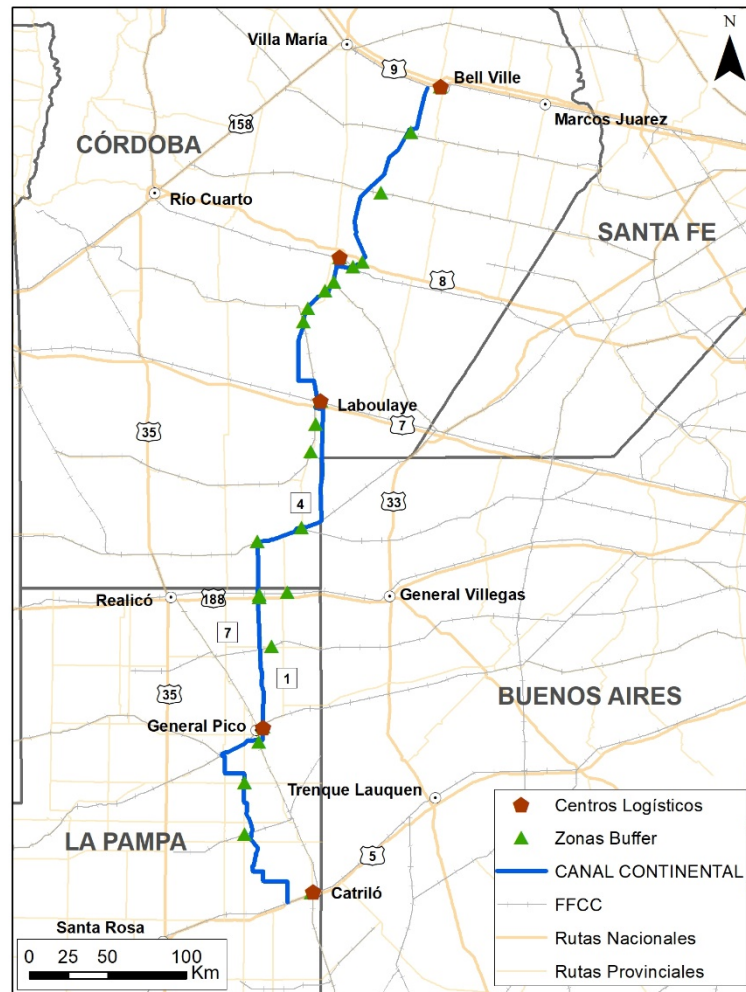 N
Villa María
9
Bell Ville
Marcos Juarez
158
CÓRDOBA
Río Cuarto
SANTA FE
8
Laboulaye
7
35
4
33
Realicó
188
General Villegas
7
1
35
General Pico
BUENOS AIRES
Trenque Lauquen
LA PAMPA
5
Catriló
Santa Rosa
0 25 50 100
Km
Centros Logísticos
Zonas Buffer
CANAL CONTINENTAL
FFCC
Rutas Nacionales
Rutas Provinciales